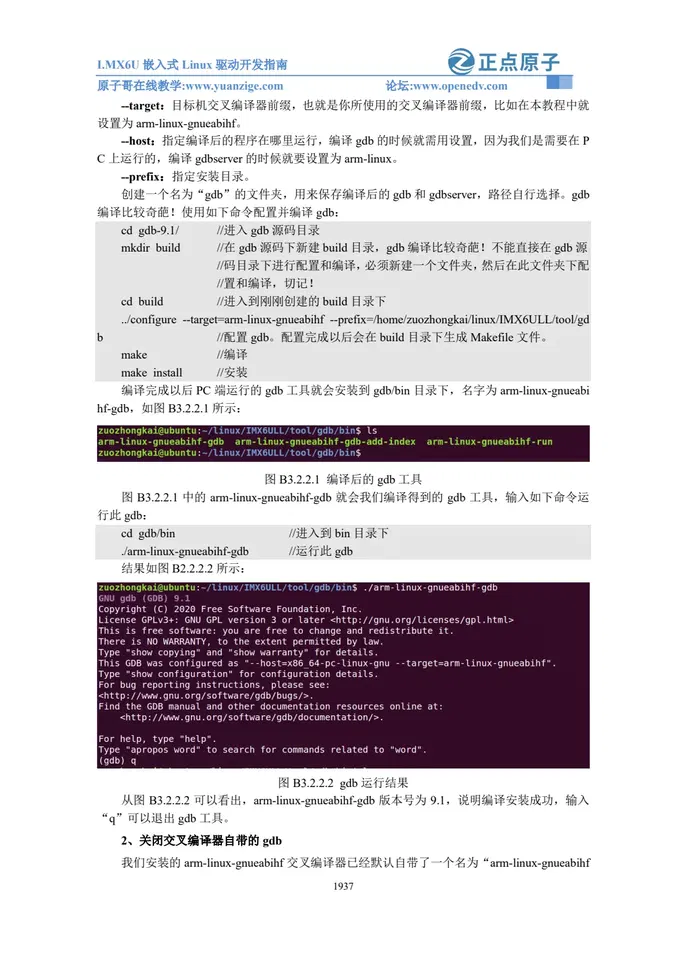 I.MX6U 嵌入式 Linux 驱动开发指南
正点原子
原子哥在线教学:www.yuanzige.com 论坛:www.openedv.com
--target：目标机交叉编译器前缀，也就是你所使用的交叉编译器前缀，比如在本教程中就
设置为 arm-linux-gnueabihf。
--host：指定编译后的程序在哪里运行，编译 gdb 的时候就需用设置，因为我们是需要在 P
C 上运行的，编译 gdbserver 的时候就要设置为 arm-linux。
--prefix：指定安装目录。
创建一个名为“gdb”的文件夹，用来保存编译后的 gdb 和 gdbserver，路径自行选择。gdb
编译比较奇葩！使用如下命令配置并编译 gdb：
cd gdb-9.1/ //进入 gdb 源码目录
mkdir build //在 gdb 源码下新建 build 目录，gdb 编译比较奇葩！不能直接在 gdb 源
//码目录下进行配置和编译，必须新建一个文件夹，然后在此文件夹下配
//置和编译，切记！
cd build //进入到刚刚创建的 build 目录下
../configure --target=arm-linux-gnueabihf --prefix=/home/zuozhongkai/linux/IMX6ULL/tool/gd
b //配置 gdb。配置完成以后会在 build 目录下生成 Makefile 文件。
make //编译
make install //安装
编译完成以后 PC 端运行的 gdb 工具就会安装到 gdb/bin 目录下，名字为 arm-linux-gnueabi
hf-gdb，如图 B3.2.2.1 所示：
zuozhongkai@ubuntu:~/linux/IMX6ULL/tool/gdb/bin$ ls
arm-linux-gnueabihf-gdb arm-linux-gnueabihf-gdb-add-index arm-linux-gnueabihf-run
zuozhongkai@ubuntu:~/linux/IMX6ULL/tool/gdb/bin$
图 B3.2.2.1 编译后的 gdb 工具
图 B3.2.2.1 中的 arm-linux-gnueabihf-gdb 就会我们编译得到的 gdb 工具，输入如下命令运
行此 gdb：
cd gdb/bin //进入到 bin 目录下
./arm-linux-gnueabihf-gdb //运行此 gdb
结果如图 B2.2.2.2 所示：
zuozhongkai@ubuntu:~/linux/IMX6ULL/tool/gdb/bin$ ./arm-linux-gnueabihf-gdb
GNU gdb (GDB) 9.1
Copyright (C) 2020 Free Software Foundation, Inc.
License GPLv3+: GNU GPL version 3 or later <http://gnu.org/licenses/gpl.html>
This is free software: you are free to change and redistribute it.
There is NO WARRANTY, to the extent permitted by law.
Type "show copying" and "show warranty" for details.
This GDB was configured as "--host=x86_64-pc-linux-gnu --target=arm-linux-gnueabihf".
Type "show configuration" for configuration details.
For bug reporting instructions, please see:
<http://www.gnu.org/software/gdb/bugs/>.
Find the GDB manual and other documentation resources online at:
<http://www.gnu.org/software/gdb/documentation/>.
For help, type "help".
Type "apropos word" to search for commands related to "word".
(gdb) q
图 B3.2.2.2 gdb 运行结果
从图 B3.2.2.2 可以看出，arm-linux-gnueabihf-gdb 版本号为 9.1，说明编译安装成功，输入
“q”可以退出 gdb 工具。
2、关闭交叉编译器自带的 gdb
我们安装的 arm-linux-gnueabihf 交叉编译器已经默认自带了一个名为“arm-linux-gnueabihf
1937